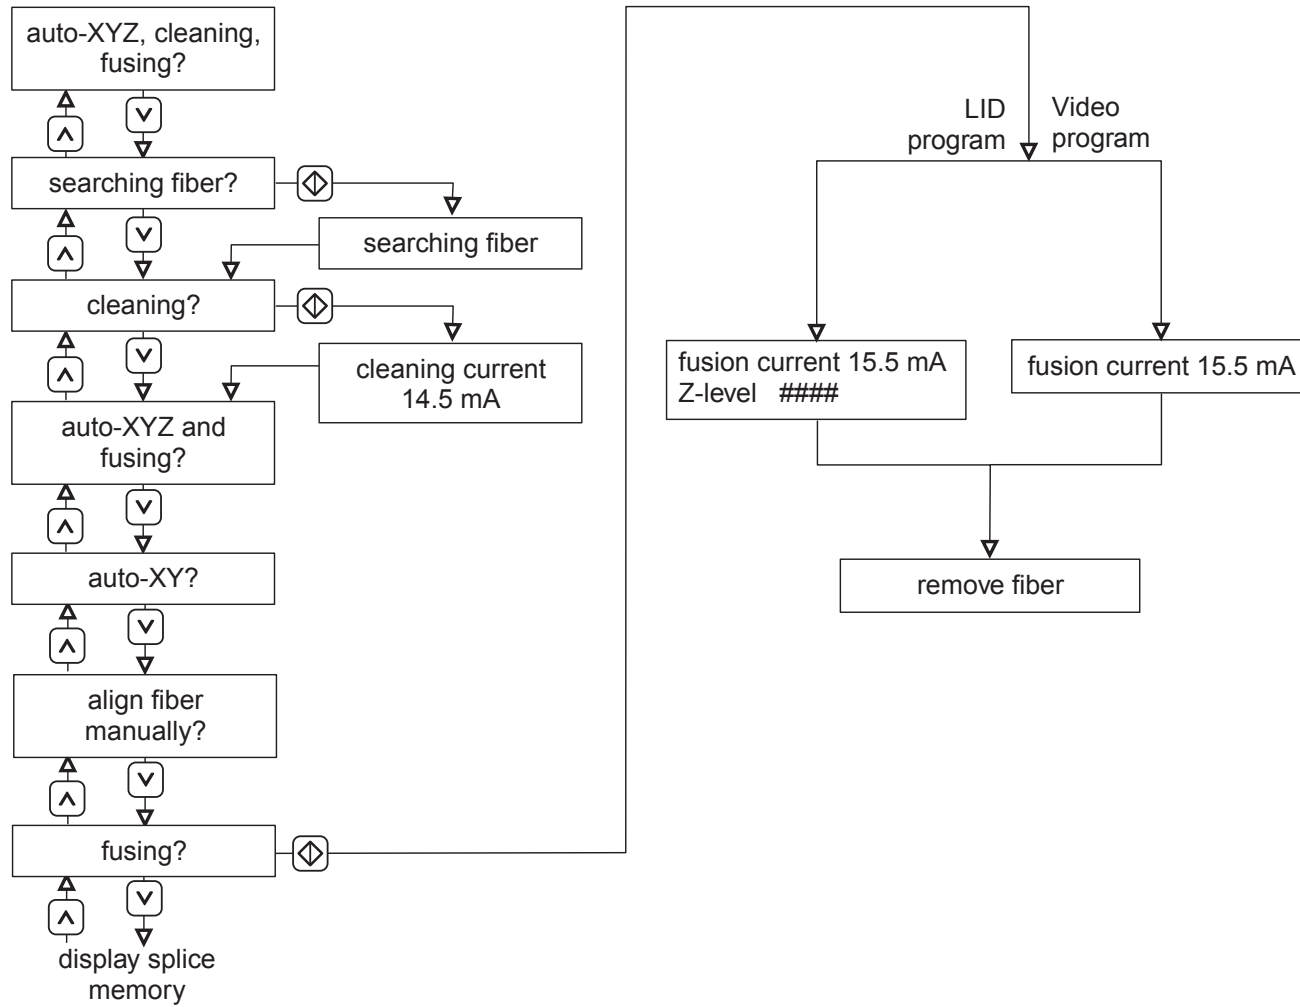 auto-XYZ, cleaning,
fusing?
searching fiber?
searching fiber
cleaning?
cleaning current
14.5 mA
auto-XYZ and
fusing?
auto-XY?
align fiber
manually?
fusing?
display splice
memory
LID
program
Video
program
fusion current 15.5 mA
Z-level ####
fusion current 15.5 mA
remove fiber